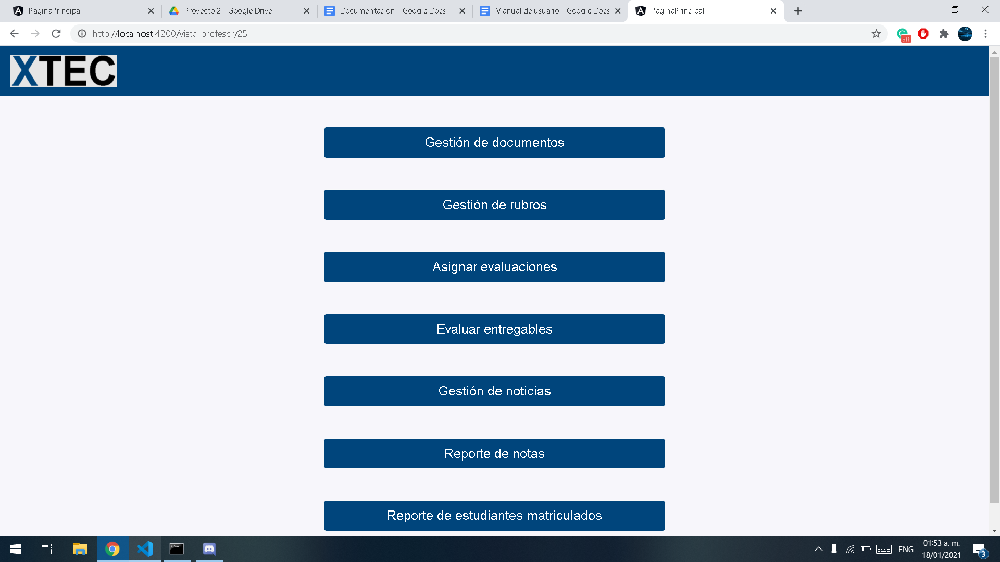 PaginaPrincipal
Proyecto 2 - Google Drive
Documentacion - Google Docs
Manual de usuario - Google Docs
PaginaPrincipal
http://localhost:4200/vista-profesor/25
off
XTEC
Gestión de documentos
Gestión de rubros
Asignar evaluaciones
Evaluar entregables
Gestión de noticias
Reporte de notas
Reporte de estudiantes matriculados
ENG
01:53 a. m.
18/01/2021
3